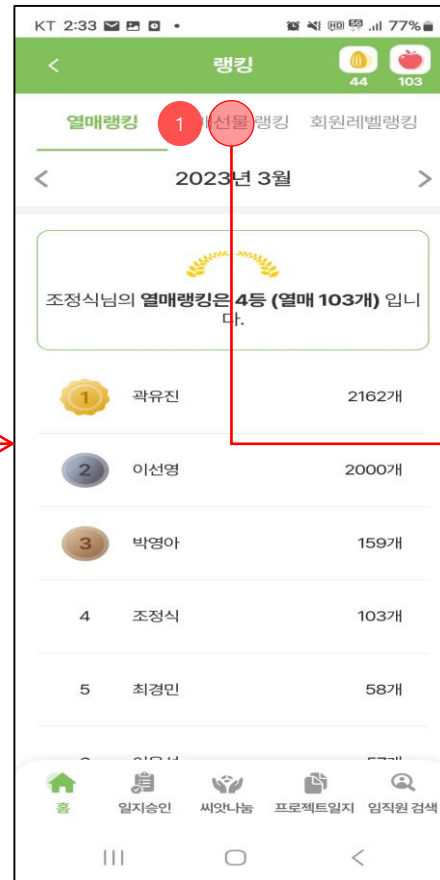 KT 2:33 77%
랭킹
44 103
열매랭킹 1 선물 랭킹 회원레벨랭킹
2023년 3월
조정식님의 열매랭킹은 4등 (열매 103개) 입니
다.
1 곽유진 2162개
2 이선영 2000개
3 박영아 159개
4 조정식 103개
5 최경민 58개
홈 일지승인 씨앗나눔 프로젝트일지 임직원 검색